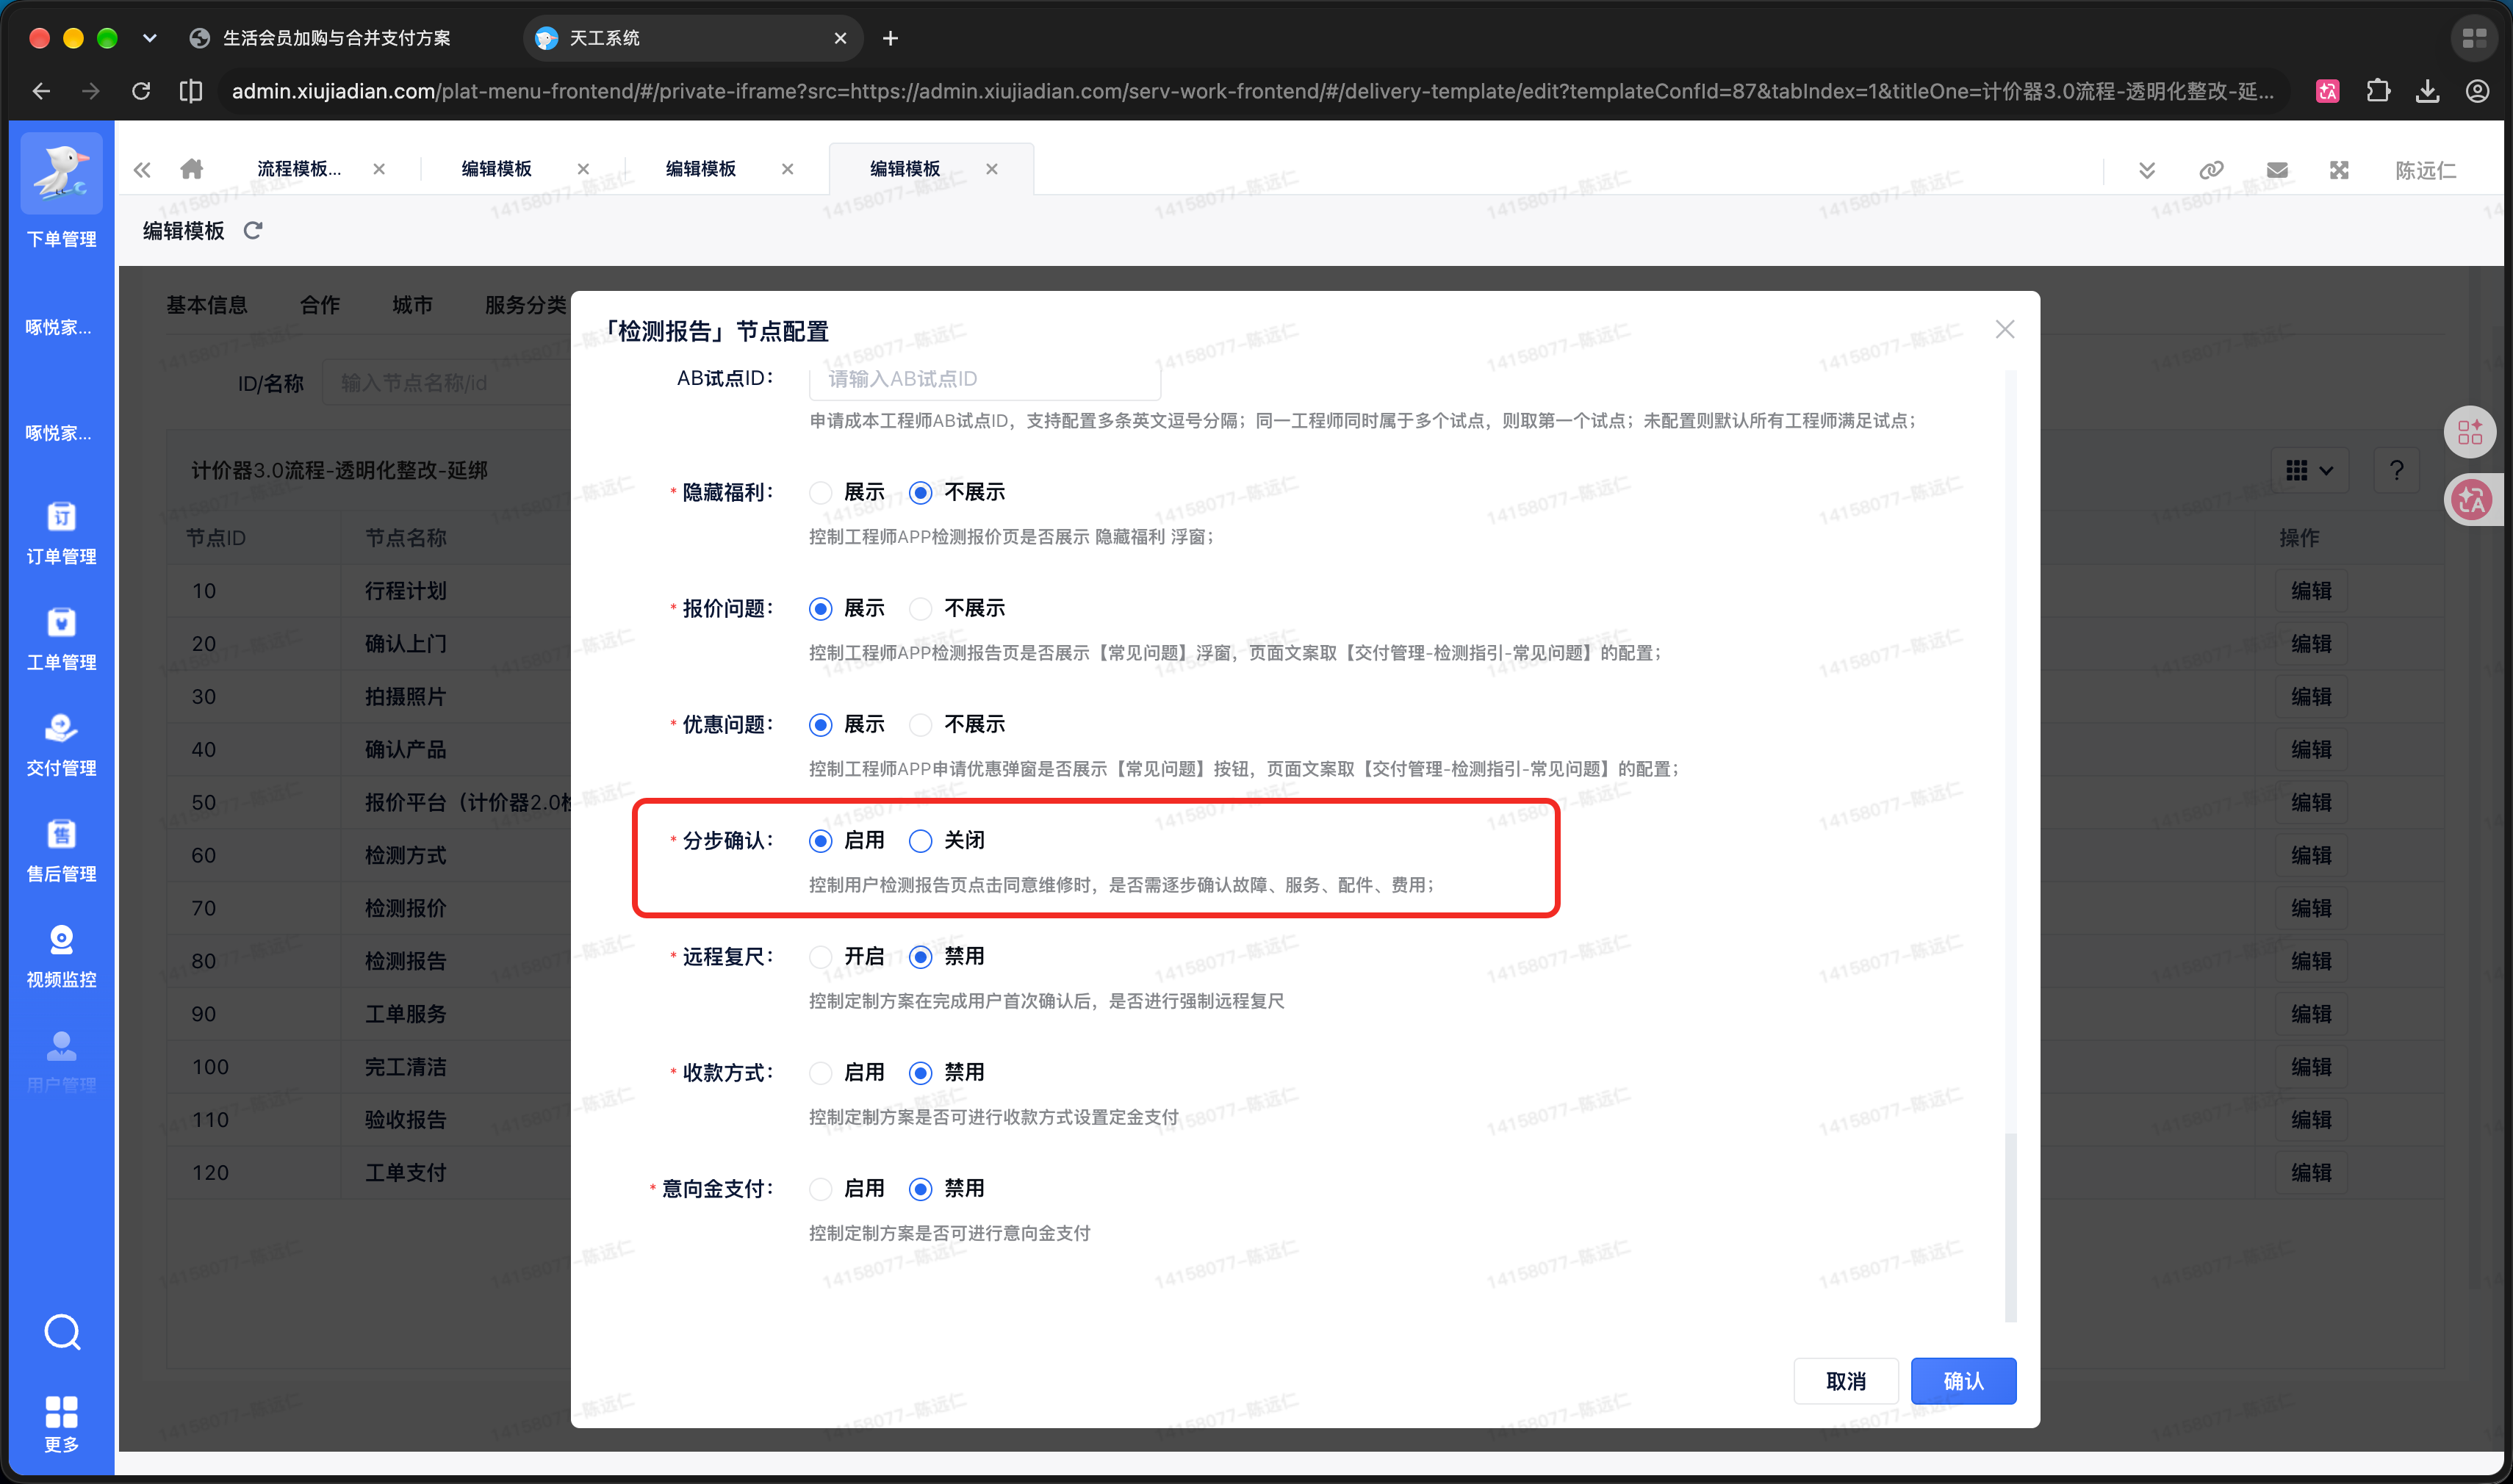 生活会员加购与合并支付方案
天工系统
admin.xiujiadian.com/plat-menu-frontend/#/private-iframe?src=https://admin.xiujiadian.com/serv-work-frontend/#/delivery-template/edit?templateConfId=87&tabIndex=1&titleOne=计价器3.0流程-透明化整改-延...
流程模板...
编辑模板
编辑模板
编辑模板
陈远仁
编辑模板
下单管理
啄悦家...
啄悦家...
订
订单管理
工单管理
交付管理
售
售后管理
视频监控
用户管理
更多
基本信息 合作 城市 服务分类
ID/名称 输入节点名称/id
计价器3.0流程-透明化整改-延绑
?
节点ID 节点名称 操作
10 行程计划 编辑
20 确认上门 编辑
30 拍摄照片 编辑
40 确认产品 编辑
50 报价平台（计价器2.0检 编辑
60 检测方式 编辑
70 检测报价 编辑
80 检测报告 编辑
90 工单服务 编辑
100 完工清洁 编辑
110 验收报告 编辑
120 工单支付 编辑
「检测报告」节点配置
AB试点ID： 请输入AB试点ID
申请成本工程师AB试点ID，支持配置多条英文逗号分隔；同一工程师同时属于多个试点，则取第一个试点；未配置则默认所有工程师满足试点；
* 隐藏福利： 展示 不展示
控制工程师APP检测报价页是否展示 隐藏福利 浮窗；
* 报价问题： 展示 不展示
控制工程师APP检测报告页是否展示【常见问题】浮窗，页面文案取【交付管理-检测指引-常见问题】的配置；
* 优惠问题： 展示 不展示
控制工程师APP申请优惠弹窗是否展示【常见问题】按钮，页面文案取【交付管理-检测指引-常见问题】的配置；
* 分步确认： 启用 关闭
控制用户检测报告页点击同意维修时，是否需逐步确认故障、服务、配件、费用；
* 远程复尺： 开启 禁用
控制定制方案在完成用户首次确认后，是否进行强制远程复尺
* 收款方式： 启用 禁用
控制定制方案是否可进行收款方式设置定金支付
* 意向金支付： 启用 禁用
控制定制方案是否可进行意向金支付
取消 确认
14158077-陈远仁